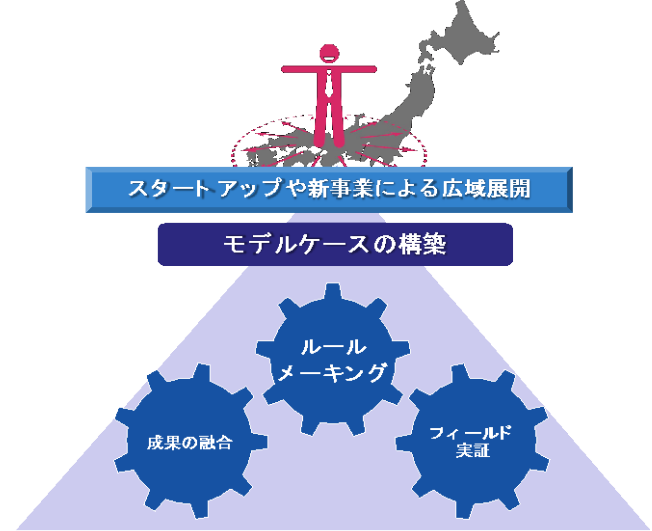 スタートアップや新事業による広域展開
モデルケースの構築
ルール
メーキング
成果の融合
フィールド
実証